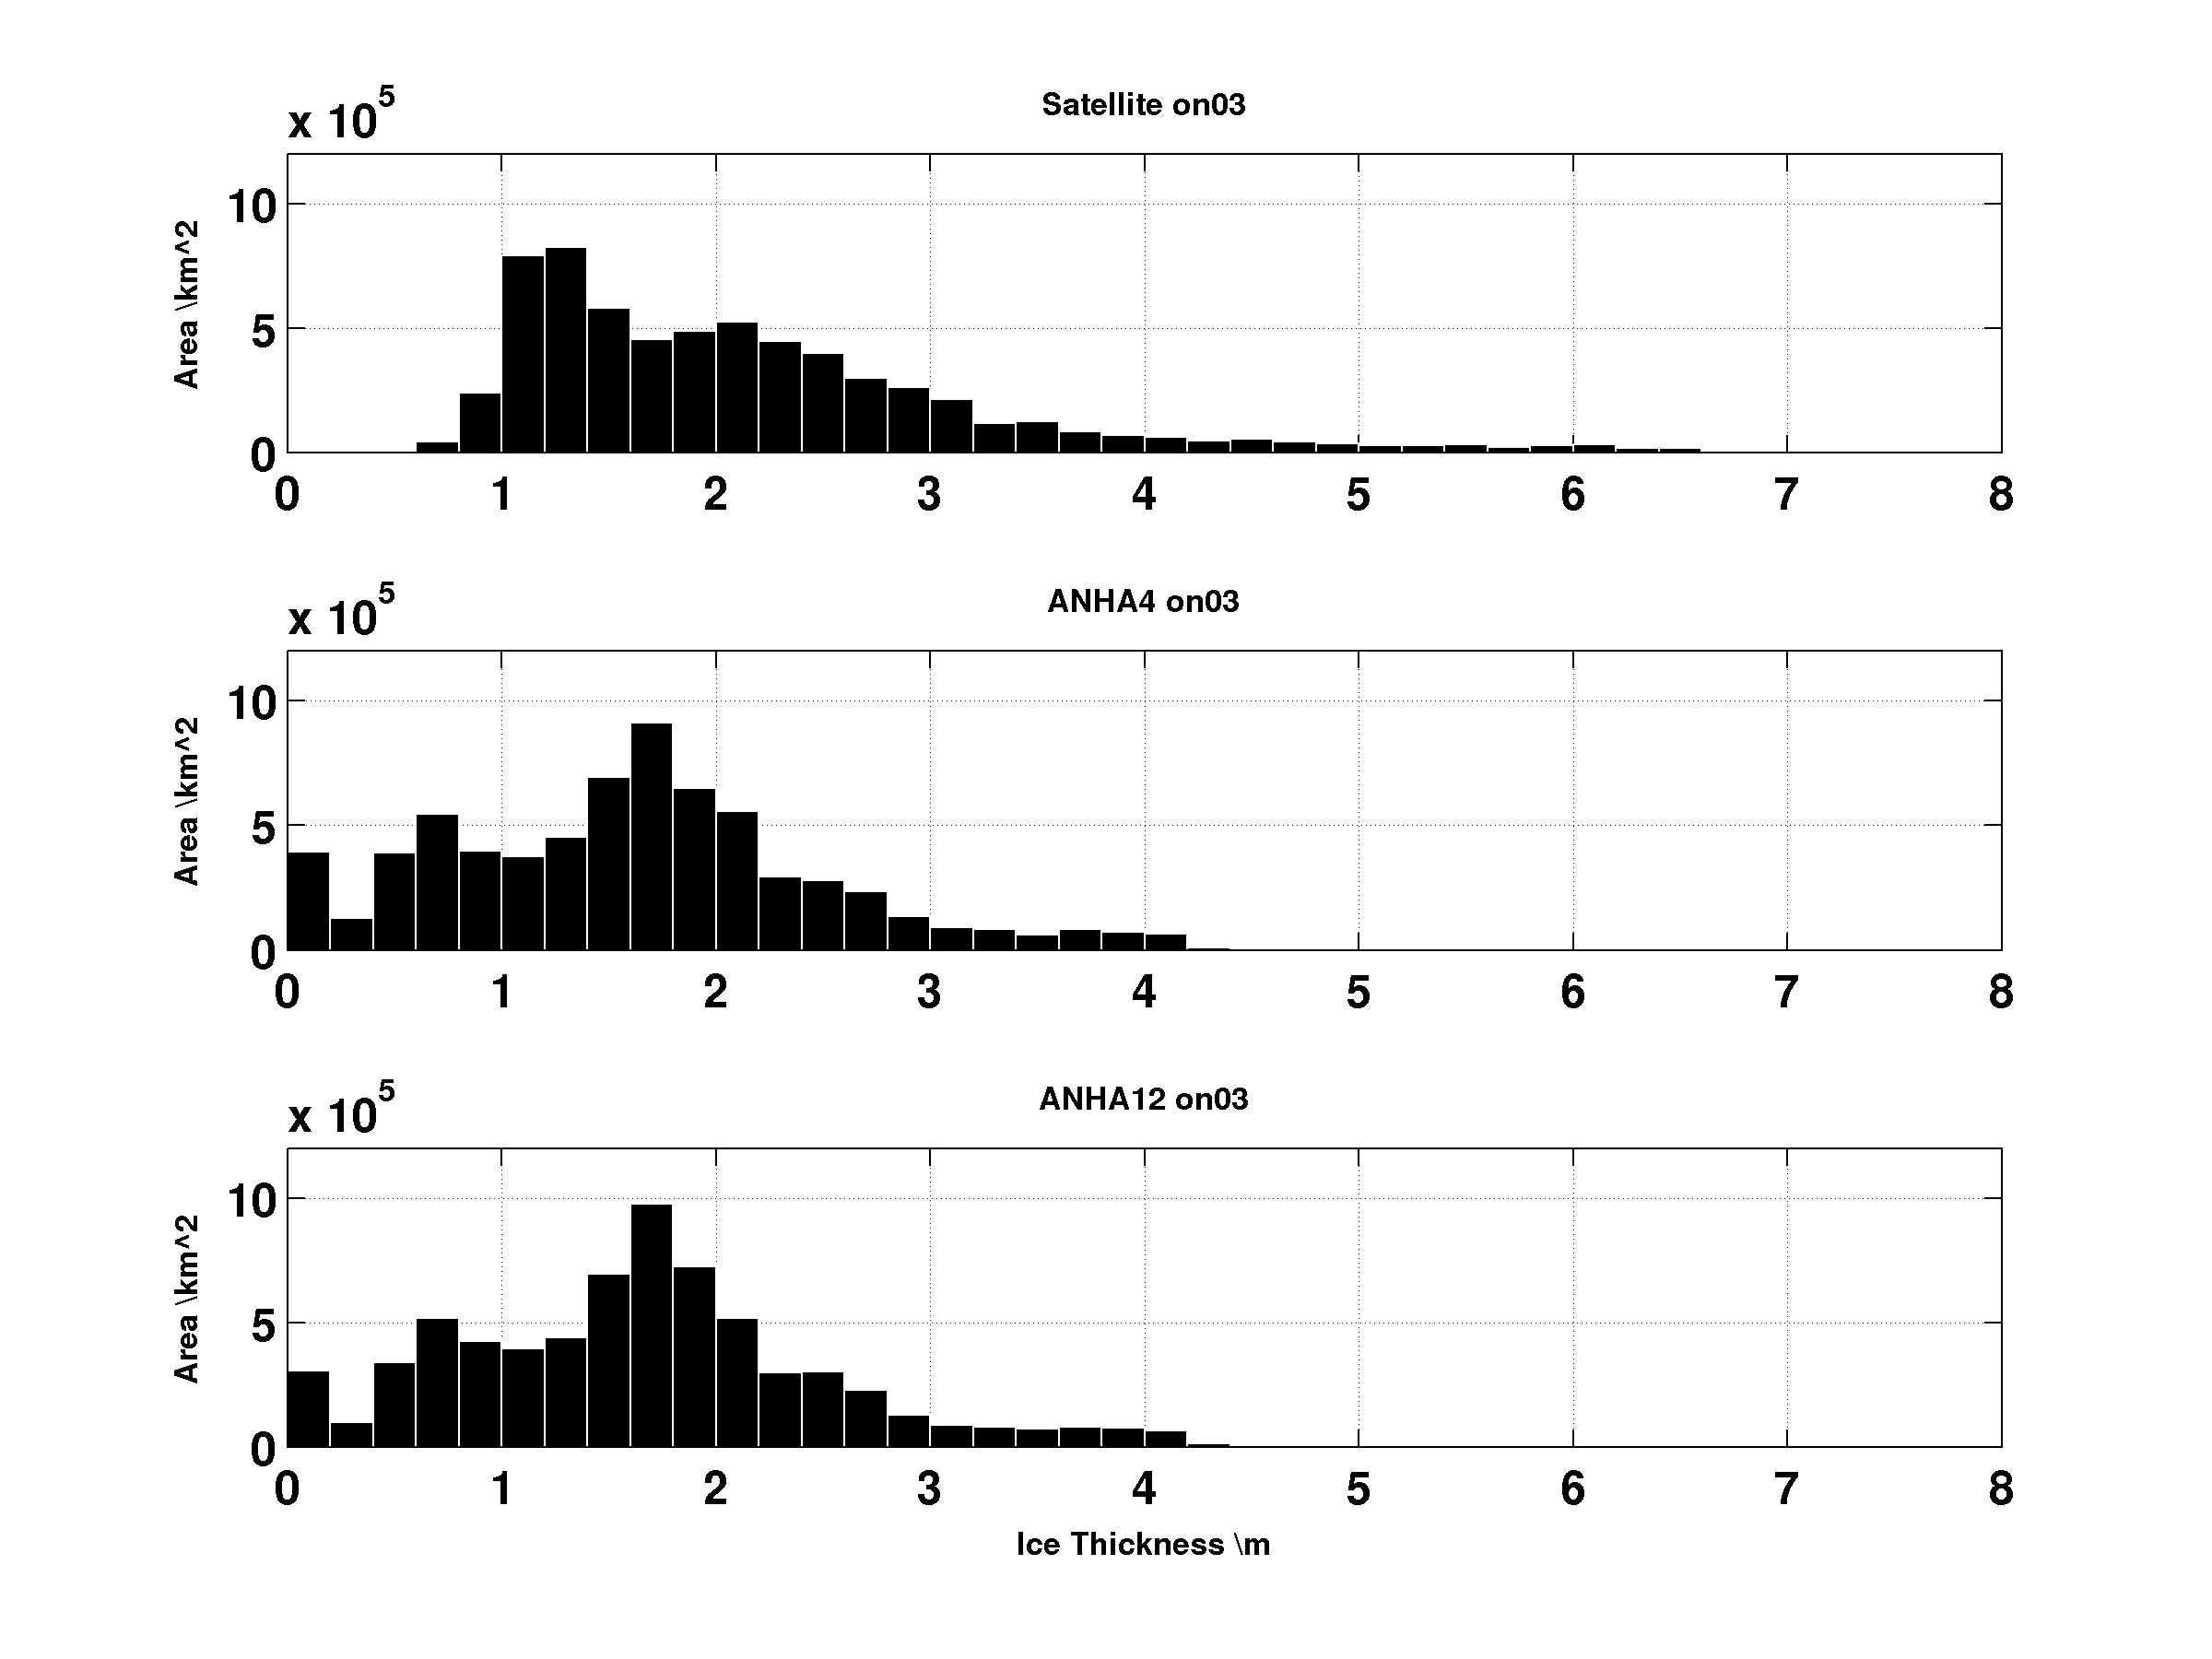 Satellite on03
x 10^5
Area \km^2
10
5
0
0 1 2 3 4 5 6 7 8
ANHA4 on03
x 10^5
Area \km^2
10
5
0
0 1 2 3 4 5 6 7 8
ANHA12 on03
x 10^5
Area \km^2
10
5
0
0 1 2 3 4 5 6 7 8
Ice Thickness \m